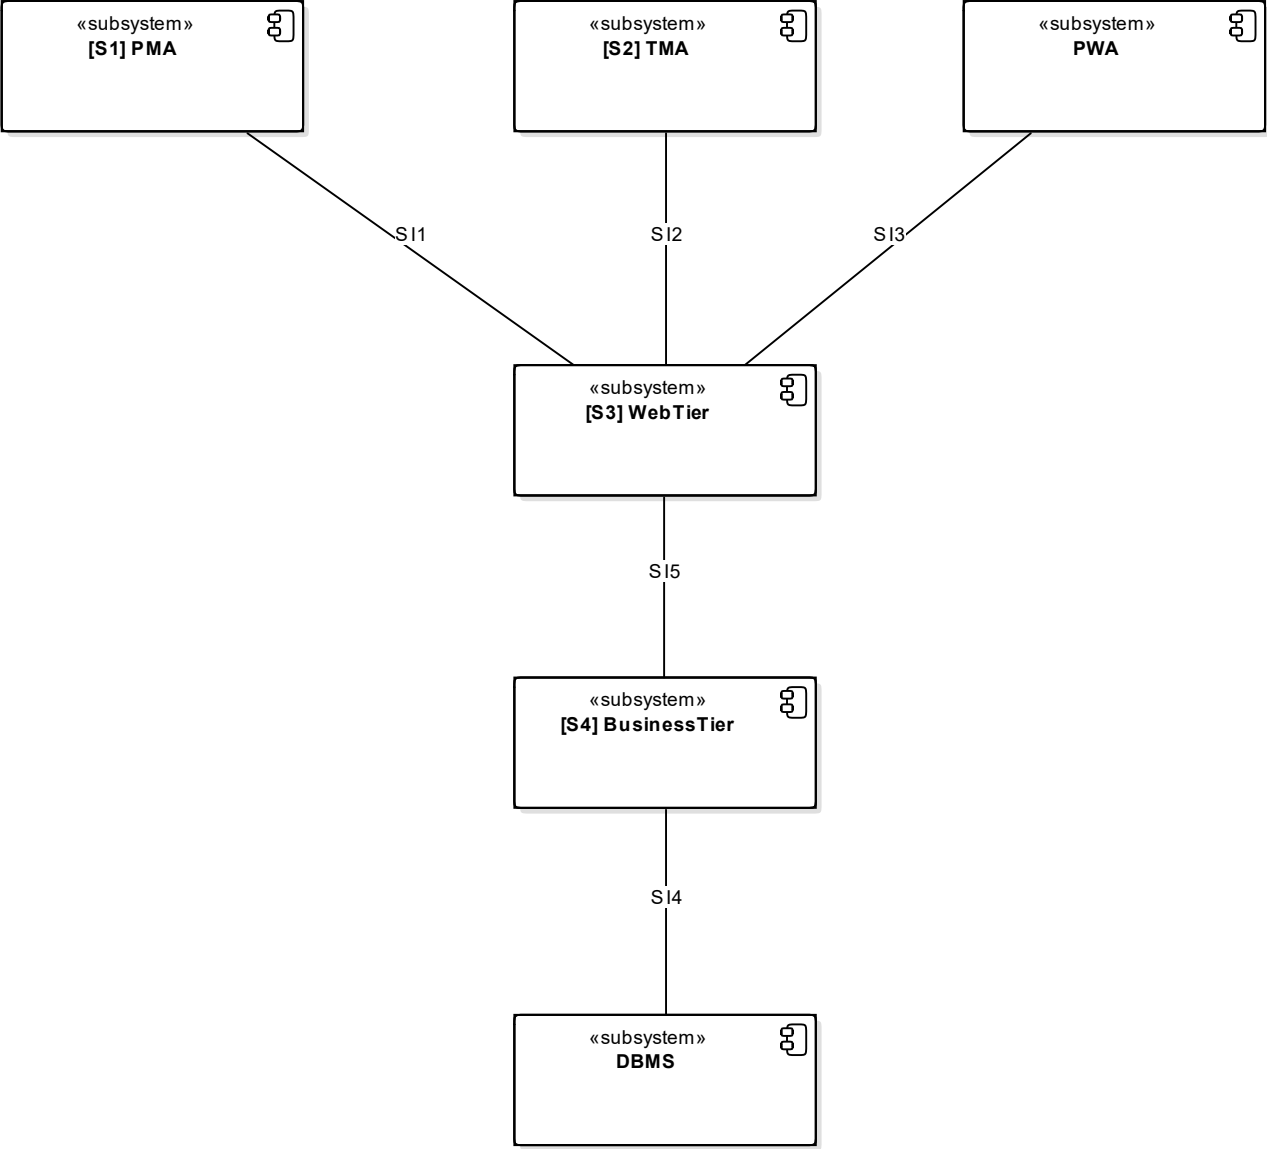 «subsystem»
[S1] PMA
«subsystem»
[S2] TMA
«subsystem»
PWA
SI1
SI2
SI3
«subsystem»
[S3] WebTier
SI5
«subsystem»
[S4] BusinessTier
SI4
«subsystem»
DBMS